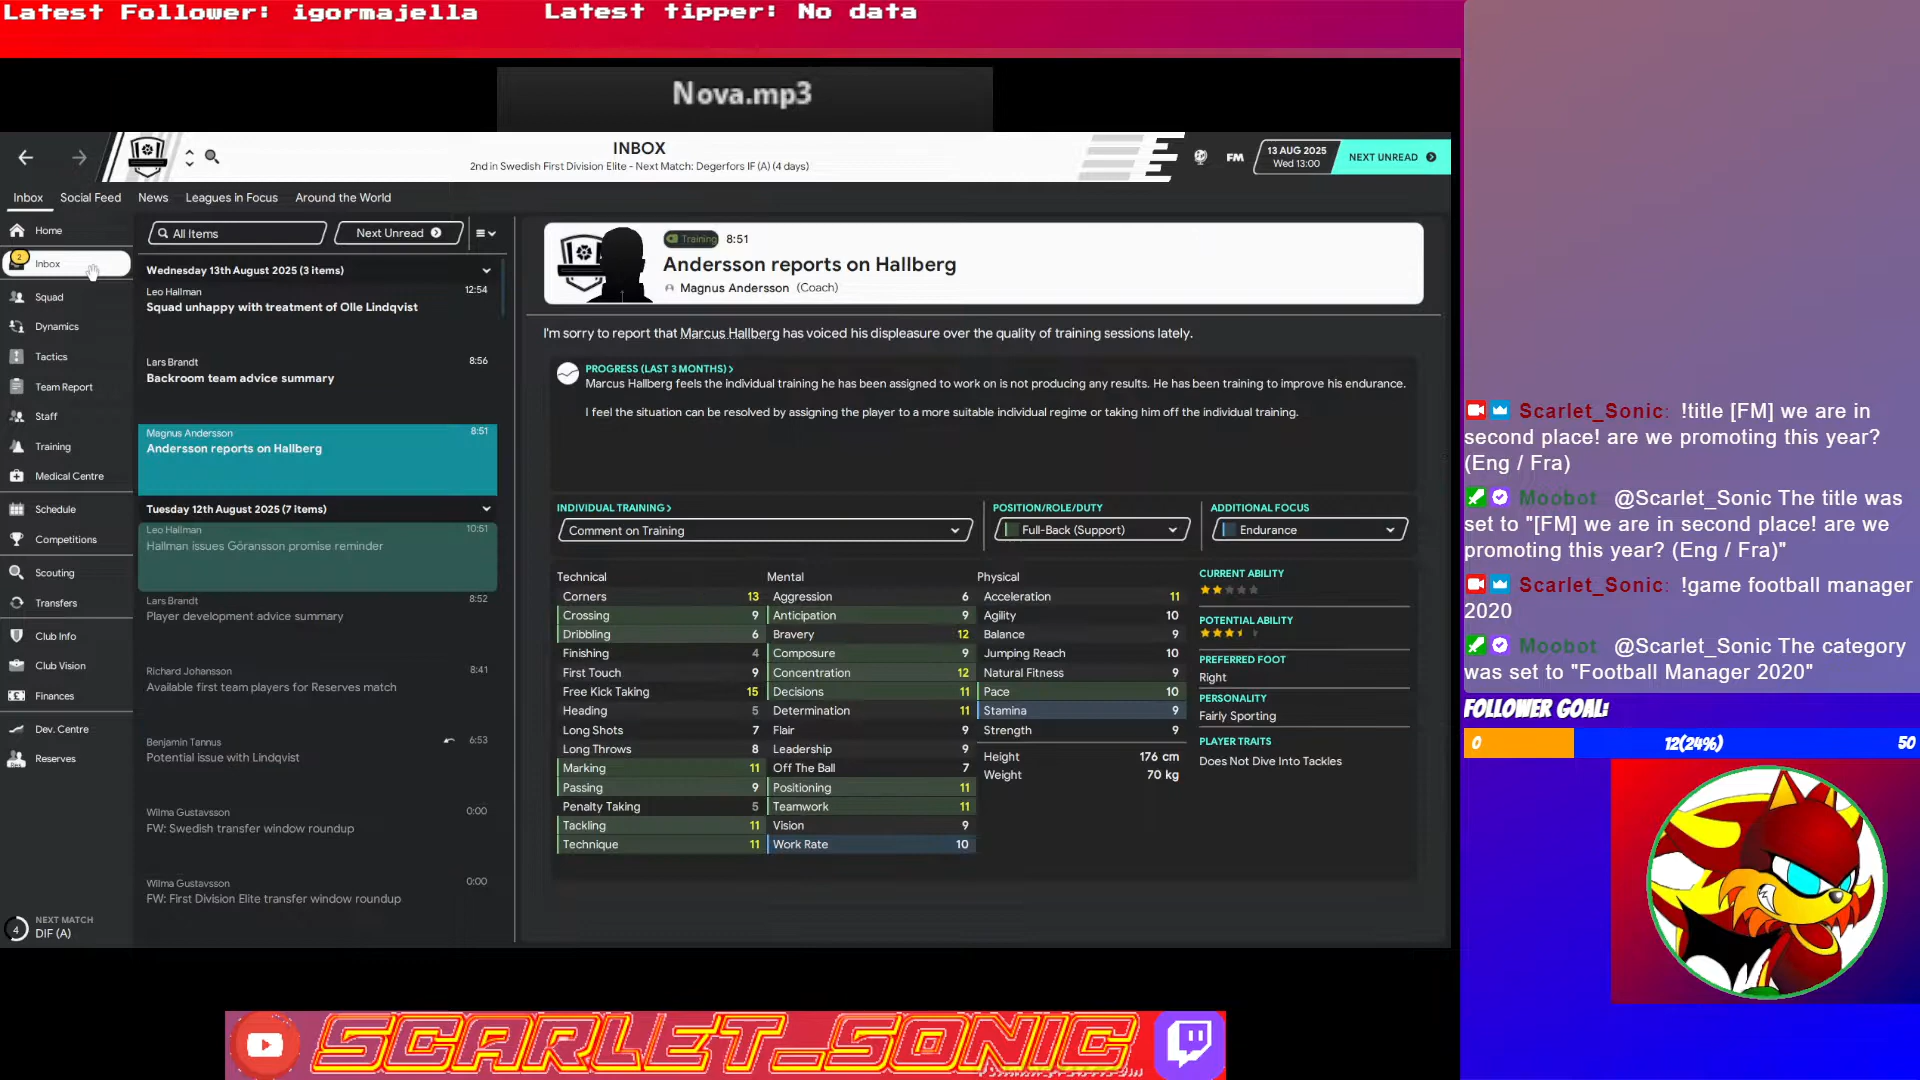 Latest Follower: igormajella
Latest tipper: No data
Nova.mp3
INBOX
2nd in Swedish First Division Elite - Next Match: Degerfors IF (A) (4 days)
FM
13 AUG 2025
Wed 13:00
NEXT UNREAD
Inbox
Social Feed
News
Leagues in Focus
Around the World
Home
2
Inbox
Squad
Dynamics
Tactics
Team Report
Staff
Training
Medical Centre
Schedule
Competitions
Scouting
Transfers
Club Info
Club Vision
Finances
Dev. Centre
Reserves
4
NEXT MATCH
DIF (A)
All Items
Next Unread
Wednesday 13th August 2025 (3 items)
Leo Hallman 12:54
Squad unhappy with treatment of Olle Lindqvist
Lars Brandt 8:56
Backroom team advice summary
Magnus Andersson 8:51
Andersson reports on Hallberg
Tuesday 12th August 2025 (7 items)
Leo Hallman 10:51
Hallman issues Göransson promise reminder
Lars Brandt 8:52
Player development advice summary
Richard Johansson 8:41
Available first team players for Reserves match
Benjamin Tannus 6:53
Potential issue with Lindqvist
Wilma Gustavsson 0:00
FW: Swedish transfer window roundup
Wilma Gustavsson 0:00
FW: First Division Elite transfer window roundup
Training 8:51
Andersson reports on Hallberg
Magnus Andersson (Coach)
I'm sorry to report that Marcus Hallberg has voiced his displeasure over the quality of training sessions lately.
PROGRESS (LAST 3 MONTHS) >
Marcus Hallberg feels the individual training he has been assigned to work on is not producing any results. He has been training to improve his endurance.
I feel the situation can be resolved by assigning the player to a more suitable individual regime or taking him off the individual training.
INDIVIDUAL TRAINING >
Comment on Training
POSITION/ROLE/DUTY
Full-Back (Support)
ADDITIONAL FOCUS
Endurance
Technical
Corners 13
Crossing 9
Dribbling 6
Finishing 4
First Touch 9
Free Kick Taking 15
Heading 5
Long Shots 7
Long Throws 8
Marking 11
Passing 9
Penalty Taking 5
Tackling 11
Technique 11
Mental
Aggression 6
Anticipation 9
Bravery 12
Composure 9
Concentration 12
Decisions 11
Determination 11
Flair 9
Leadership 9
Off The Ball 7
Positioning 11
Teamwork 11
Vision 9
Work Rate 10
Physical
Acceleration 11
Agility 10
Balance 9
Jumping Reach 10
Natural Fitness 9
Pace 10
Stamina 9
Strength 9
Height 176 cm
Weight 70 kg
CURRENT ABILITY
POTENTIAL ABILITY
PREFERRED FOOT
Right
PERSONALITY
Fairly Sporting
PLAYER TRAITS
Does Not Dive Into Tackles
Scarlet_Sonic: !title [FM] we are in
second place! are we promoting this year?
(Eng / Fra)
Moobot: @Scarlet_Sonic The title was
set to "[FM] we are in second place! are we
promoting this year? (Eng / Fra)"
Scarlet_Sonic: !game football manager
2020
Moobot: @Scarlet_Sonic The category
was set to "Football Manager 2020"
FOLLOWER GOAL:
0 12(24%) 50
SCARLET_SONIC